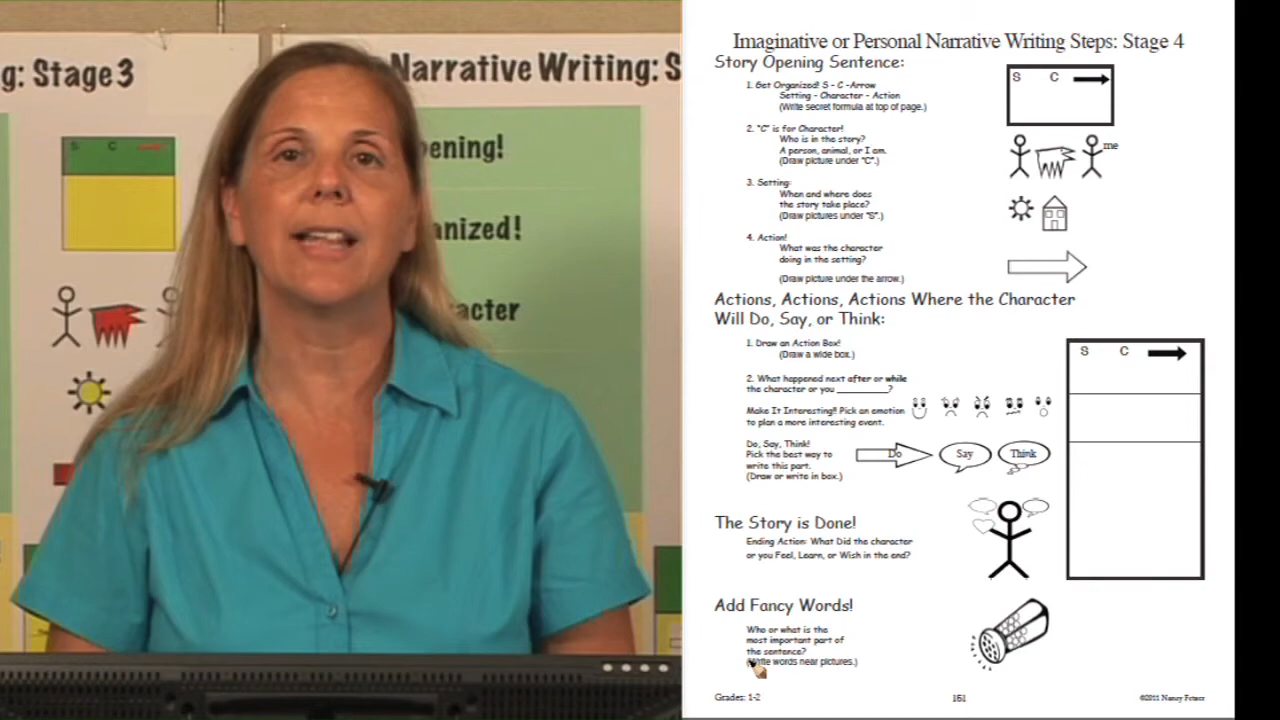 g: Stage3
S C
Narrative Writing: S
pening!
anized!
acter
Imaginative or Personal Narrative Writing Steps: Stage 4
Story Opening Sentence:
1. Get Organized! S - C -Arrow
Setting - Character - Action
(Write secret formula at top of page.)
S C
2. "C" is for Character!
Who is in the story?
A person, animal, or I am.
(Draw picture under "C".)
me
3. Setting:
When and where does
the story take place?
(Draw pictures under "S".)
4. Action!
What was the character
doing in the setting?
(Draw picture under the arrow.)
Actions, Actions, Actions Where the Character
Will Do, Say, or Think:
1. Draw an Action Box!
(Draw a wide box.)
S C
2. What happened next after or while
the character or you __________?
Make It Interesting!! Pick an emotion
to plan a more interesting event.
Do, Say, Think!
Pick the best way to
write this part.
(Draw or write in box.)
Do Say Think
The Story is Done!
Ending Action: What Did the character
or you Feel, Learn, or Wish in the end?
Add Fancy Words!
Who or what is the
most important part of
the sentence?
(Write words near pictures.)
Grades: 1-2 161 ©2011 Nancy Fetzer